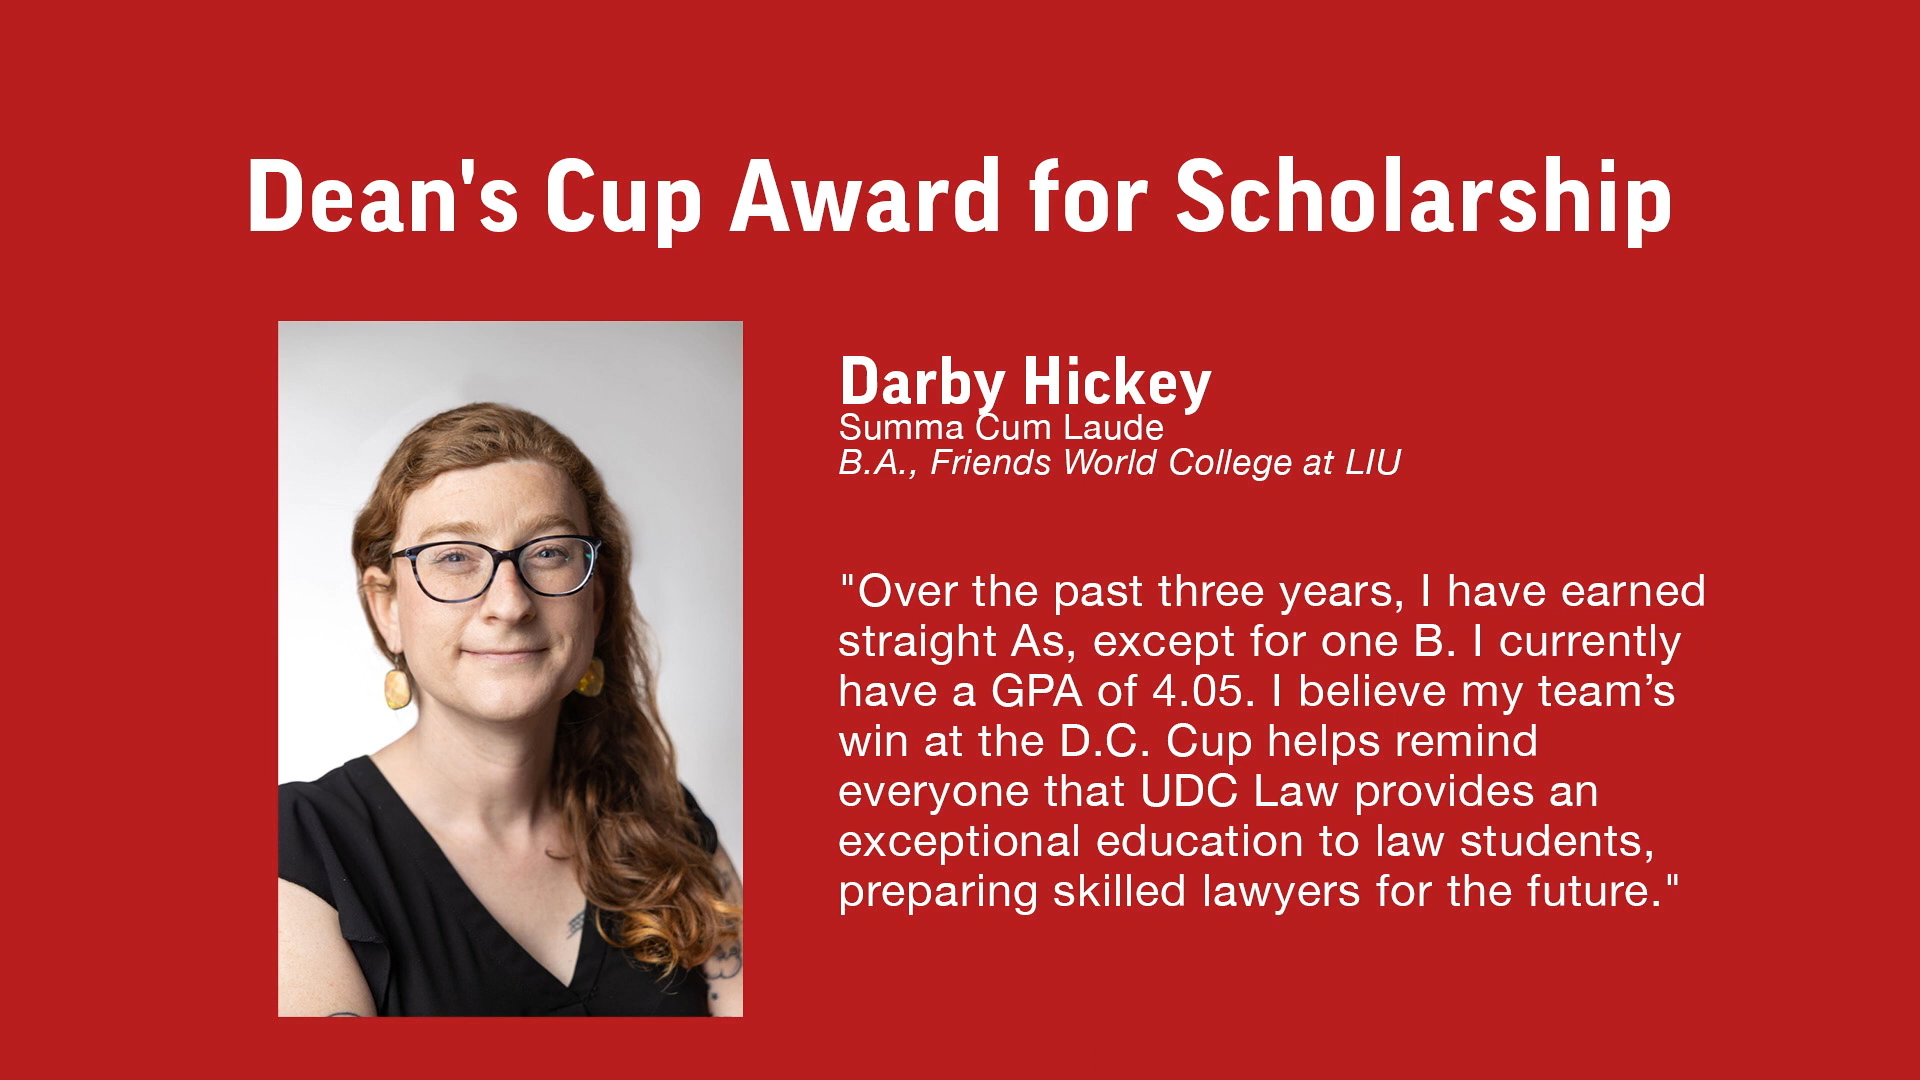 Dean's Cup Award for Scholarship
Darby Hickey
Summa Cum Laude
B.A., Friends World College at LIU
"Over the past three years, I have earned
straight As, except for one B. I currently
have a GPA of 4.05. I believe my team’s
win at the D.C. Cup helps remind
everyone that UDC Law provides an
exceptional education to law students,
preparing skilled lawyers for the future."